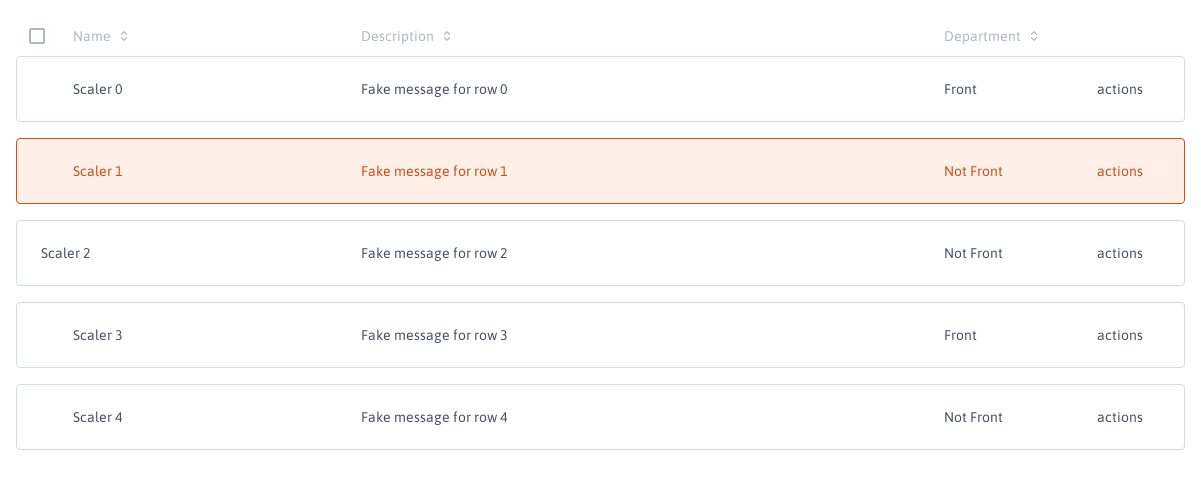 Name Description Department
Scaler 0 Fake message for row 0 Front actions
Scaler 1 Fake message for row 1 Not Front actions
Scaler 2 Fake message for row 2 Not Front actions
Scaler 3 Fake message for row 3 Front actions
Scaler 4 Fake message for row 4 Not Front actions